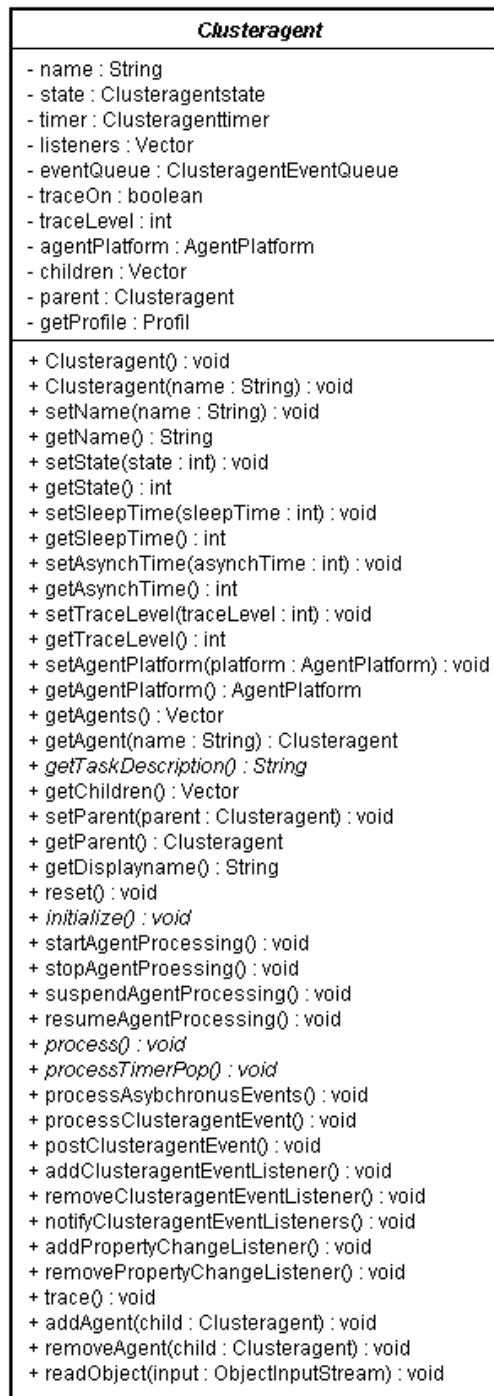 Clusteragent
- name : String
- state : Clusteragentstate
- timer : Clusteragenttimer
- listeners : Vector
- eventQueue : ClusteragentEventQueue
- traceOn : boolean
- traceLevel : int
- agentPlatform : AgentPlatform
- children : Vector
- parent : Clusteragent
- getProfile : Profil
+ Clusteragent() : void
+ Clusteragent(name : String) : void
+ setName(name : String) : void
+ getName() : String
+ setState(state : int) : void
+ getState() : int
+ setSleepTime(sleepTime : int) : void
+ getSleepTime() : int
+ setAsynchTime(asynchTime : int) : void
+ getAsynchTime() : int
+ setTraceLevel(traceLevel : int) : void
+ getTraceLevel() : int
+ setAgentPlatform(platform : AgentPlatform) : void
+ getAgentPlatform() : AgentPlatform
+ getAgents() : Vector
+ getAgent(name : String) : Clusteragent
+ getTaskDescription() : String
+ getChildren() : Vector
+ setParent(parent : Clusteragent) : void
+ getParent() : Clusteragent
+ getDisplayname() : String
+ reset() : void
+ initialize() : void
+ startAgentProcessing() : void
+ stopAgentProessing() : void
+ suspendAgentProcessing() : void
+ resumeAgentProcessing() : void
+ process() : void
+ processTimerPop() : void
+ processAsybchronusEvents() : void
+ processClusteragentEvent() : void
+ postClusteragentEvent() : void
+ addClusteragentEventListener() : void
+ removeClusteragentEventListener() : void
+ notifyClusteragentEventListeners() : void
+ addPropertyChangeListener() : void
+ removePropertyChangeListener() : void
+ trace() : void
+ addAgent(child : Clusteragent) : void
+ removeAgent(child : Clusteragent) : void
+ readObject(input : ObjectInputStream) : void